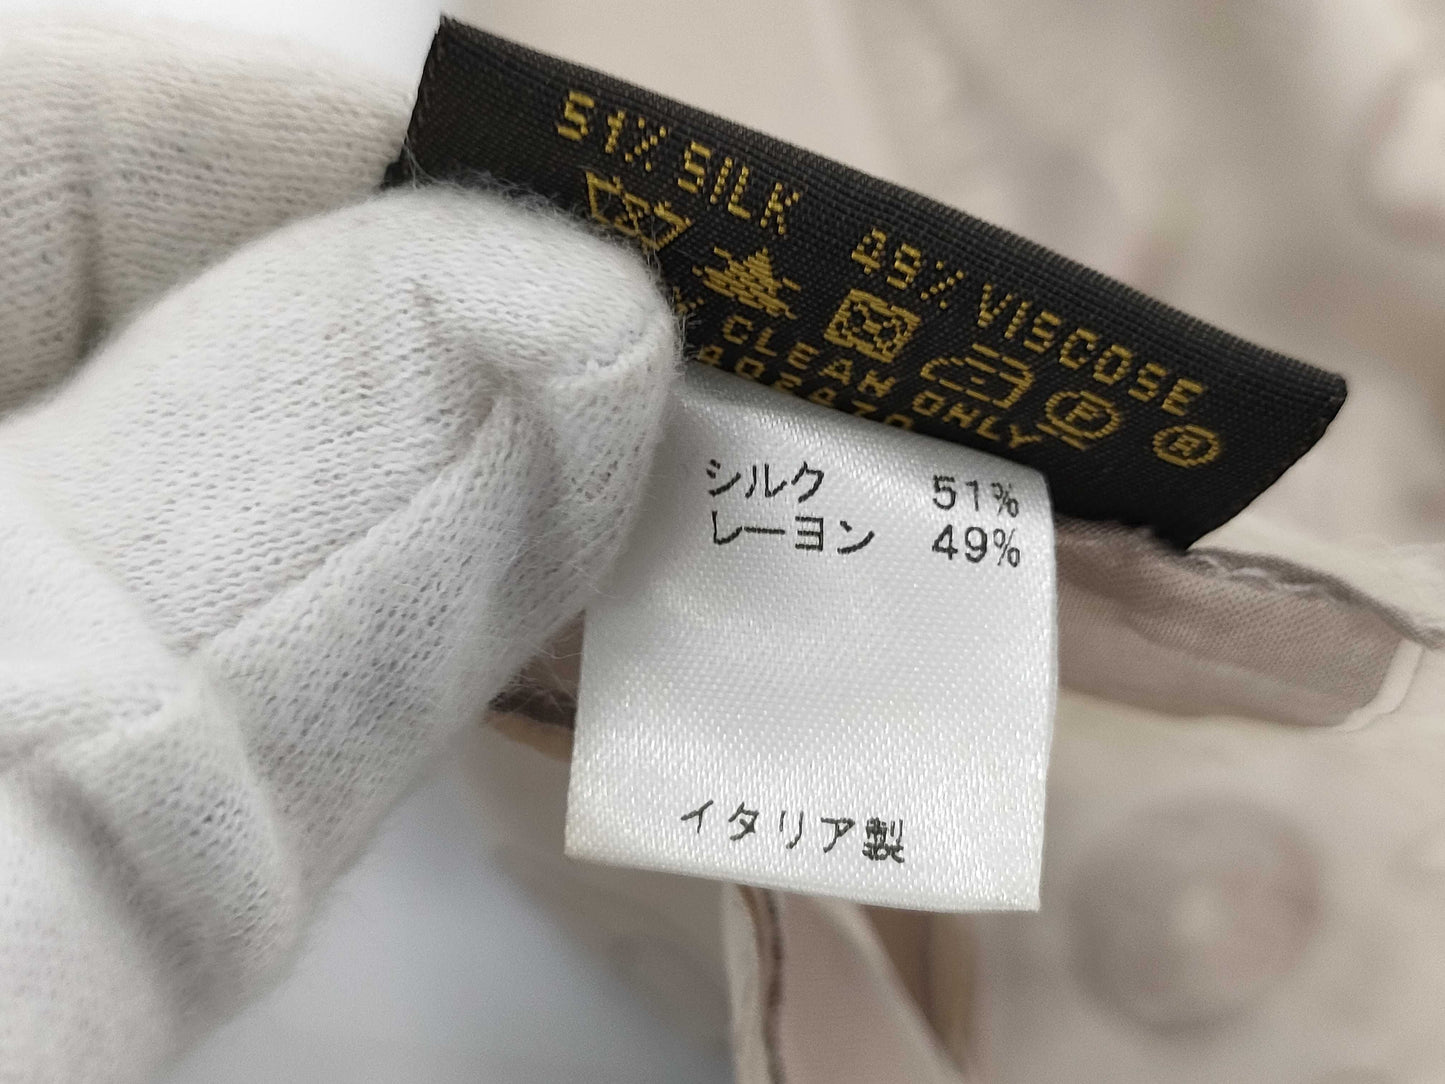 51% SILK 49% VISCOSE
CLEAN ONLY
シルク 51%
レーヨン 49%
イタリア製